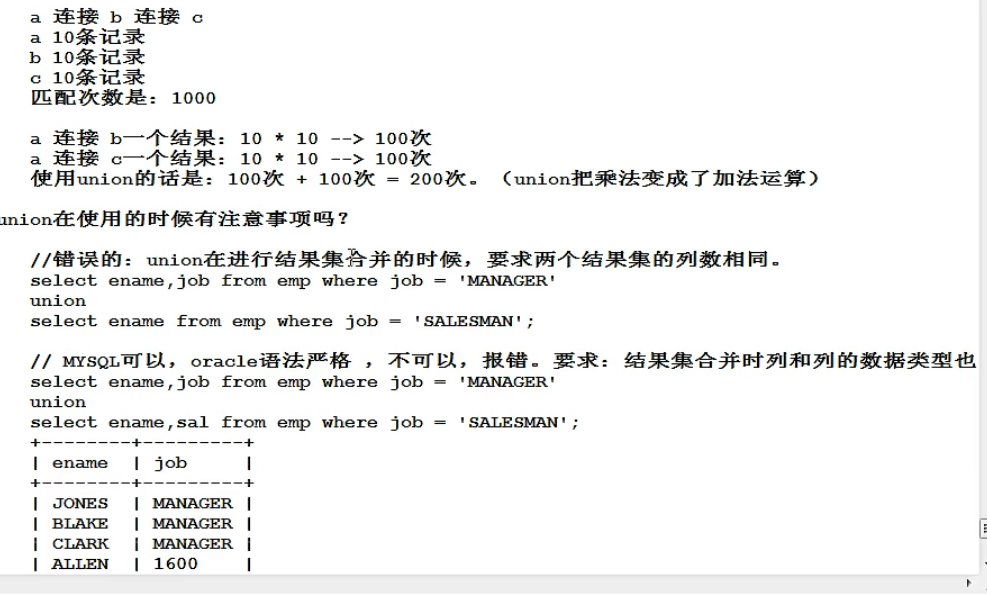 a 连接 b 连接 c
a 10条记录
b 10条记录
c 10条记录
匹配次数是：1000
a 连接 b一个结果：10 * 10 --> 100次
a 连接 c一个结果：10 * 10 --> 100次
使用union的话是：100次 + 100次 = 200次。（union把乘法变成了加法运算）
union在使用的时候有注意事项吗？
//错误的：union在进行结果集合并的时候，要求两个结果集的列数相同。
select ename,job from emp where job = 'MANAGER'
union
select ename from emp where job = 'SALESMAN';
// MYSQL可以，oracle语法严格 ，不可以，报错。要求：结果集合并时列和列的数据类型也
select ename,job from emp where job = 'MANAGER'
union
select ename,sal from emp where job = 'SALESMAN';
+--------+---------+
| ename  | job     |
+--------+---------+
| JONES  | MANAGER |
| BLAKE  | MANAGER |
| CLARK  | MANAGER |
| ALLEN  | 1600    |